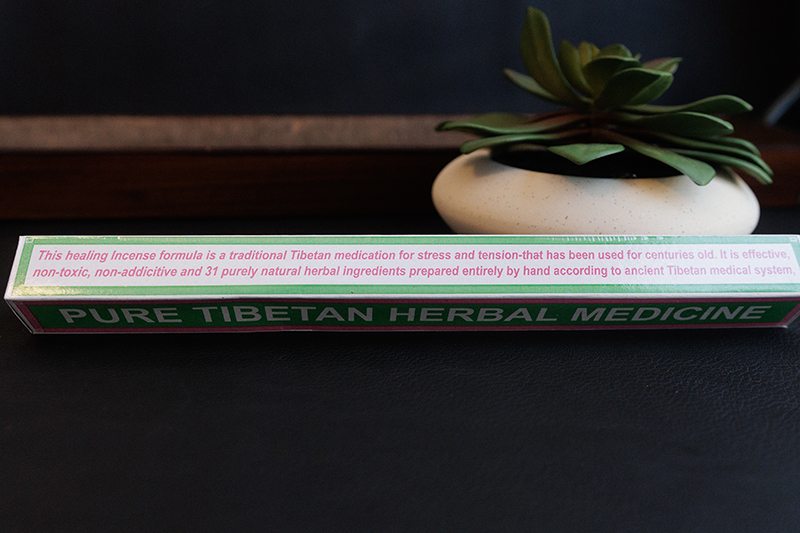 This healing Incense formula is a traditional Tibetan medication for stress and tension-that has been used for centuries old. It is effective,
non-toxic, non-addicitive and 31 purely natural herbal ingredients prepared entirely by hand according to ancient Tibetan medical system,
PURE TIBETAN HERBAL MEDICINE